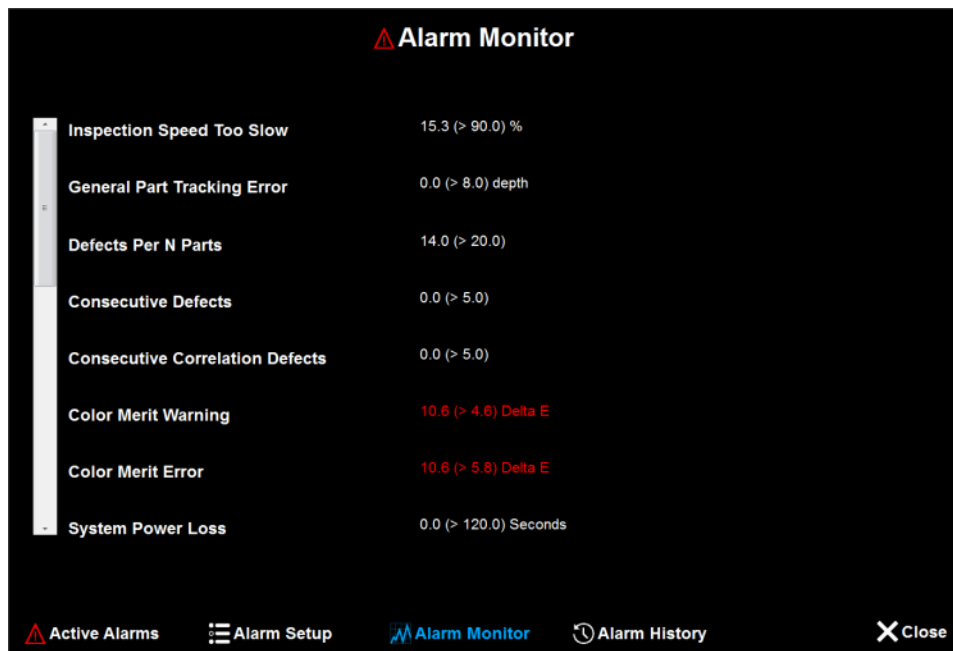 Alarm Monitor
Inspection Speed Too Slow 15.3 (> 90.0) %
General Part Tracking Error 0.0 (> 8.0) depth
Defects Per N Parts 14.0 (> 20.0)
Consecutive Defects 0.0 (> 5.0)
Consecutive Correlation Defects 0.0 (> 5.0)
Color Merit Warning 10.6 (> 4.6) Delta E
Color Merit Error 10.6 (> 5.8) Delta E
System Power Loss 0.0 (> 120.0) Seconds
Active Alarms Alarm Setup Alarm Monitor Alarm History Close